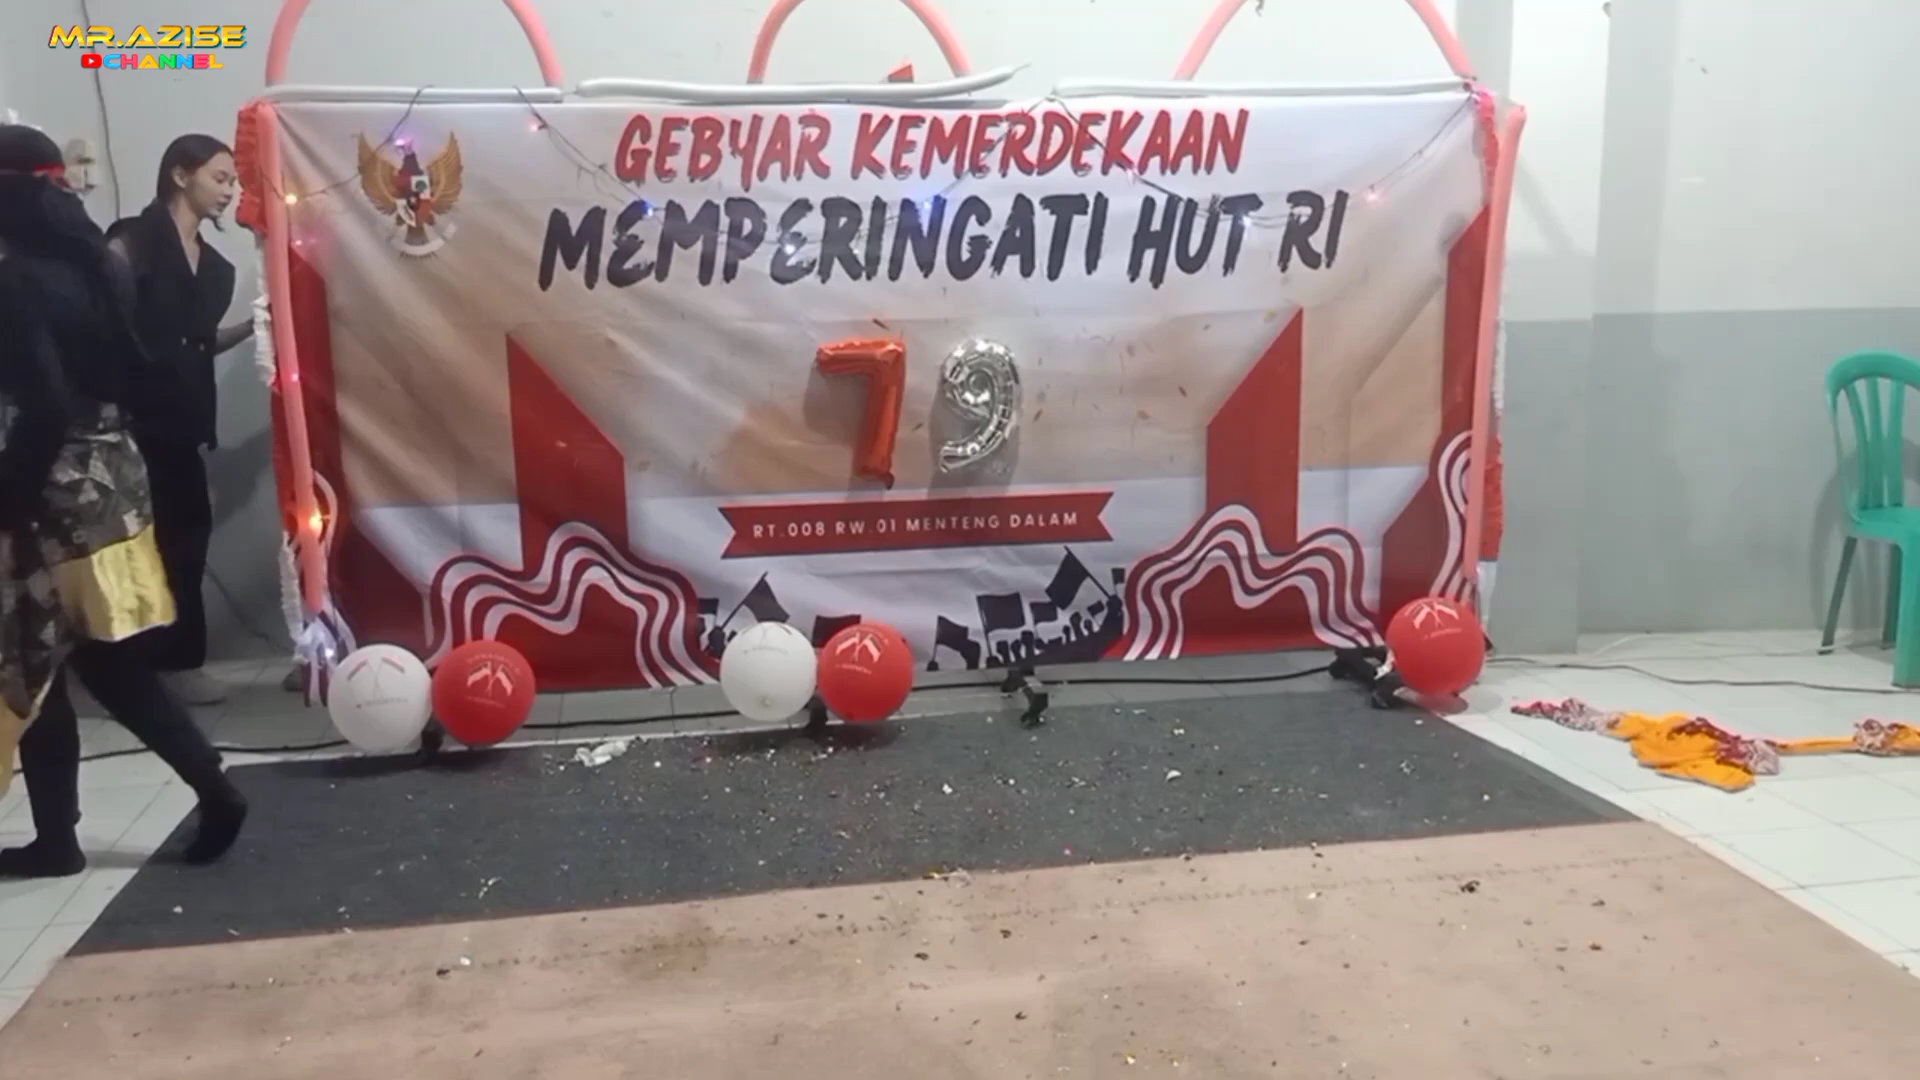 MR.AZISE
CHANNEL
GEBYAR KEMERDEKAAN
MEMPERINGATI HUT RI
79
RT.008 RW.01 MENTENG DALAM